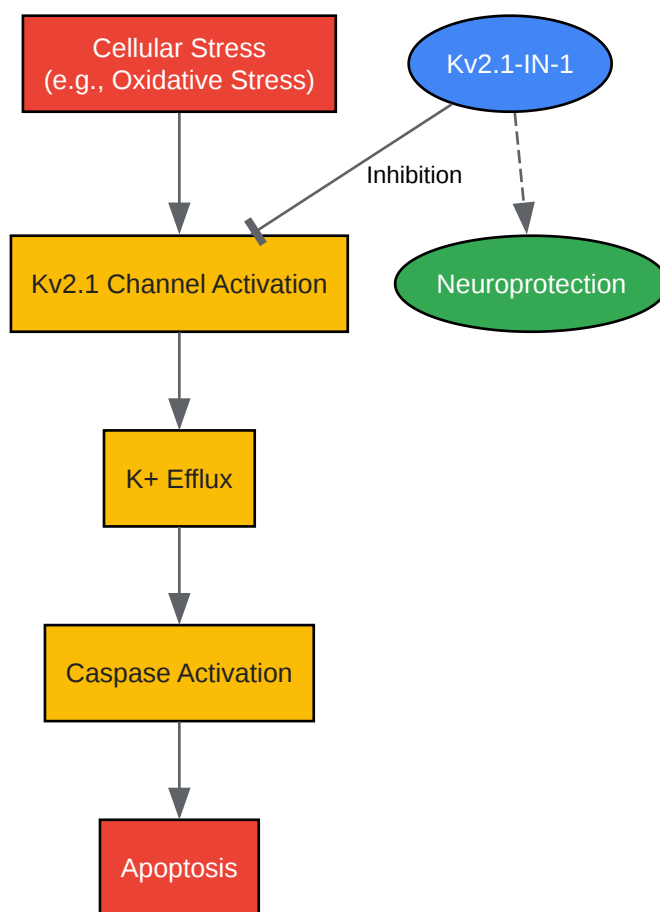 Cellular Stress
(e.g., Oxidative Stress)
Kv2.1-IN-1
Inhibition
Kv2.1 Channel Activation
Neuroprotection
K+ Efflux
Caspase Activation
Apoptosis